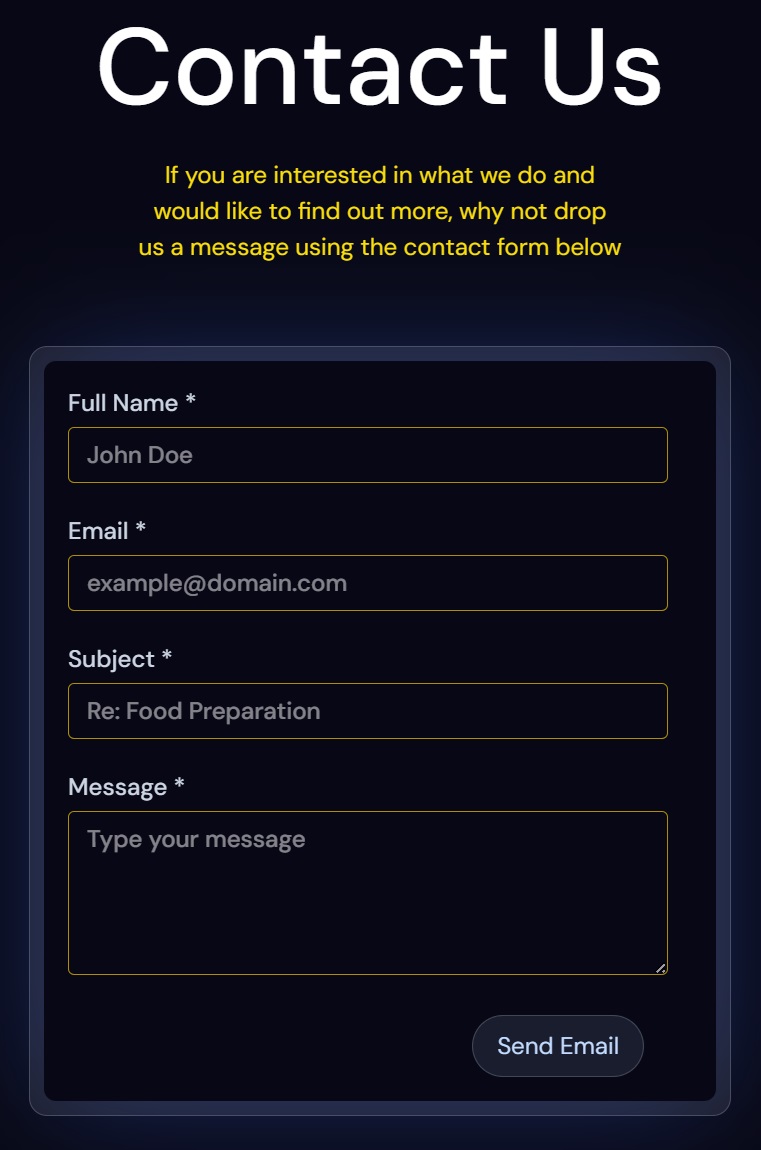 Contact Us
If you are interested in what we do and
would like to find out more, why not drop
us a message using the contact form below
Full Name *
John Doe
Email *
example@domain.com
Subject *
Re: Food Preparation
Message *
Type your message
Send Email